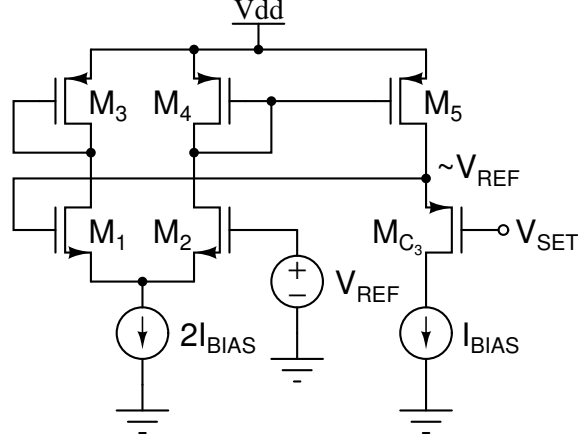 Vdd
M3 M4 M5
~VREF
M1 M2 MC3 VSET
+
− VREF
2IBIAS IBIAS